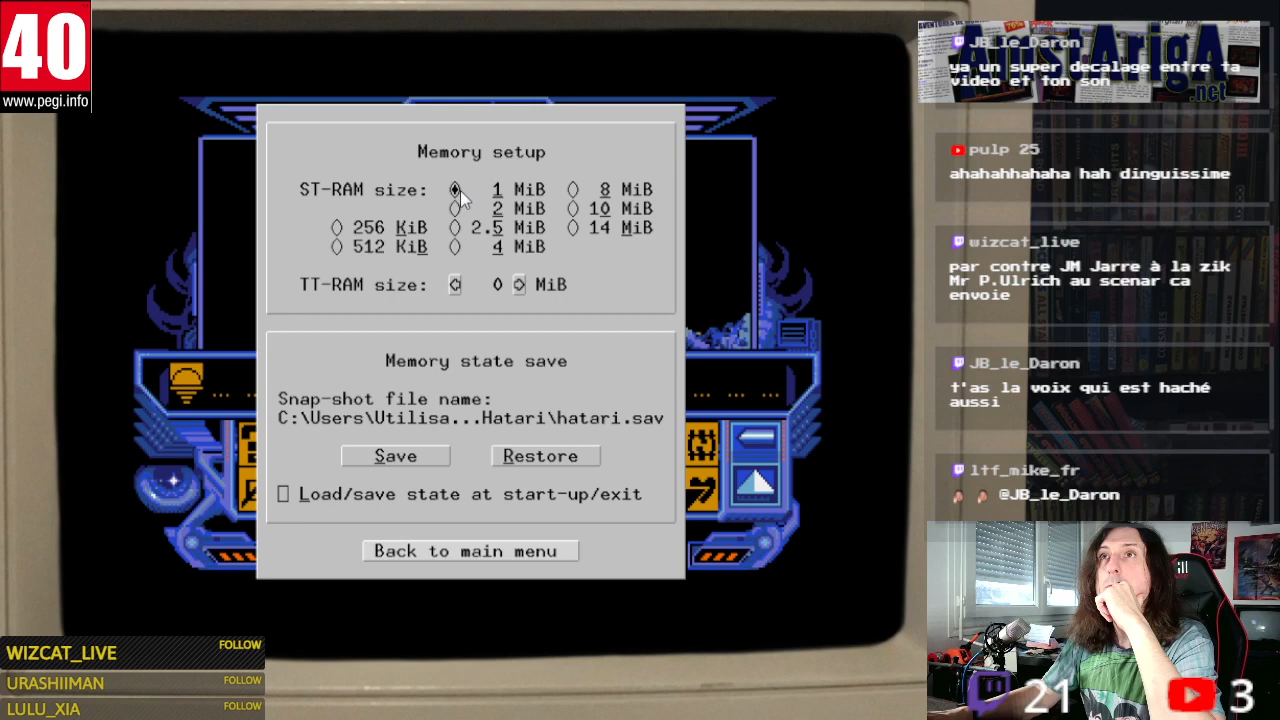 40
www.pegi.info
Memory setup
ST-RAM size: 1 MiB 8 MiB
2 MiB 10 MiB
256 KiB 2.5 MiB 14 MiB
512 KiB 4 MiB
TT-RAM size: 0 MiB
Memory state save
Snap-shot file name:
C:\Users\Utilisa...Hatari\hatari.sav
Save Restore
Load/save state at start-up/exit
Back to main menu
AmstArigA
.net
JB_le_Daron
ya un super decalage entre ta
video et ton son
pulp 25
ahahahhahaha hah dinguissime
wizcat_live
par contre JM Jarre à la zik
Mr P.Ulrich au scenar ca
envoie
JB_le_Daron
t'as la voix qui est haché
aussi
ltf_mike_fr
@JB_le_Daron
WIZCAT_LIVE FOLLOW
URASHIIMAN FOLLOW
LULU_XIA FOLLOW
21 3